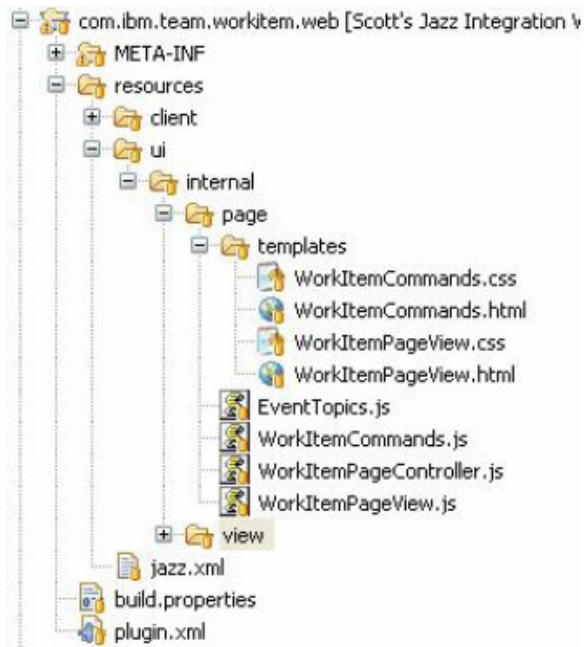 com.ibm.team.workitem.web [Scott's Jazz Integration
META-INF
resources
client
ui
internal
page
templates
WorkItemCommands.css
WorkItemCommands.html
WorkItemPageView.css
WorkItemPageView.html
EventTopics.js
WorkItemCommands.js
WorkItemPageController.js
WorkItemPageView.js
view
jazz.xml
build.properties
plugin.xml